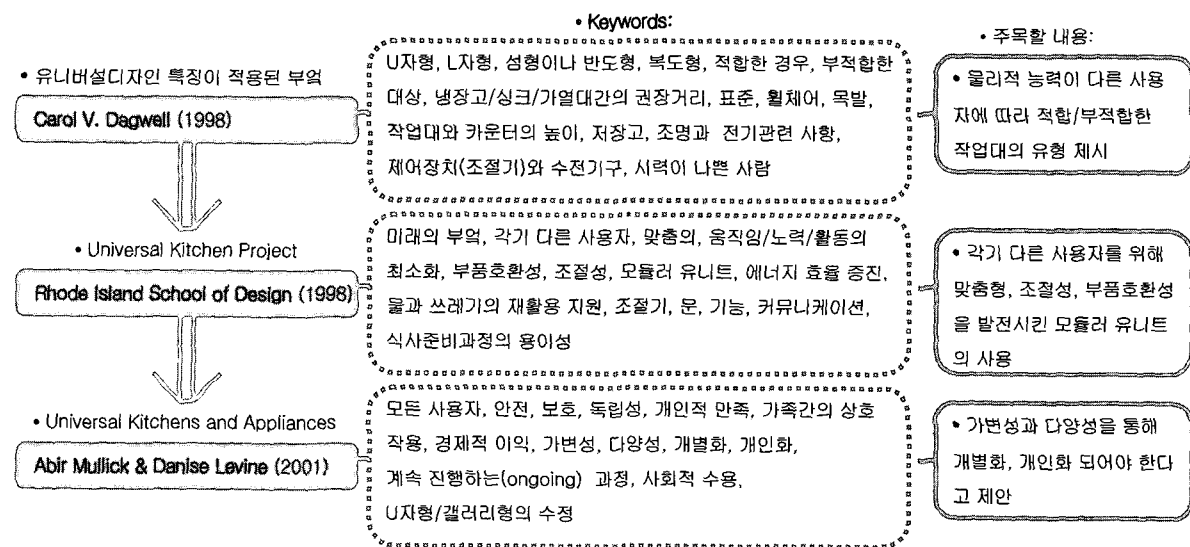 • Keywords:
• 주목할 내용:
• 유니버설디자인 특징이 적용된 부엌
Carol V. Dagwell (1998)
U자형, L자형, 섬형이나 반도형, 복도형, 적합한 경우, 부적합한
대상, 냉장고/싱크/가열대간의 권장거리, 표준, 휠체어, 목발,
작업대와 카운터의 높이, 저장고, 조명과 전기관련 사항,
제어장치(조절기)와 수전기구, 시력이 나쁜 사람
• 물리적 능력이 다른 사용
자에 따라 적합/부적합한
작업대의 유형 제시
• Universal Kitchen Project
Rhode Island School of Design (1998)
미래의 부엌, 각기 다른 사용자, 맞춤의, 움직임/노력/활동의
최소화, 부품호환성, 조절성, 모듈러 유니트, 에너지 효율 증진,
물과 쓰레기의 재활용 지원, 조절기, 문, 기능, 커뮤니케이션,
식사준비과정의 용이성
• 각기 다른 사용자를 위해
맞춤형, 조절성, 부품호환성
을 발전시킨 모듈러 유니트
의 사용
• Universal Kitchens and Appliances
Abir Mullick & Danise Levine (2001)
모든 사용자, 안전, 보호, 독립성, 개인적 만족, 가족간의 상호
작용, 경제적 이익, 가변성, 다양성, 개별화, 개인화,
계속 진행하는(ongoing) 과정, 사회적 수용,
U자형/갤러리형의 수정
• 가변성과 다양성을 통해
개별화, 개인화 되어야 한다
고 제안